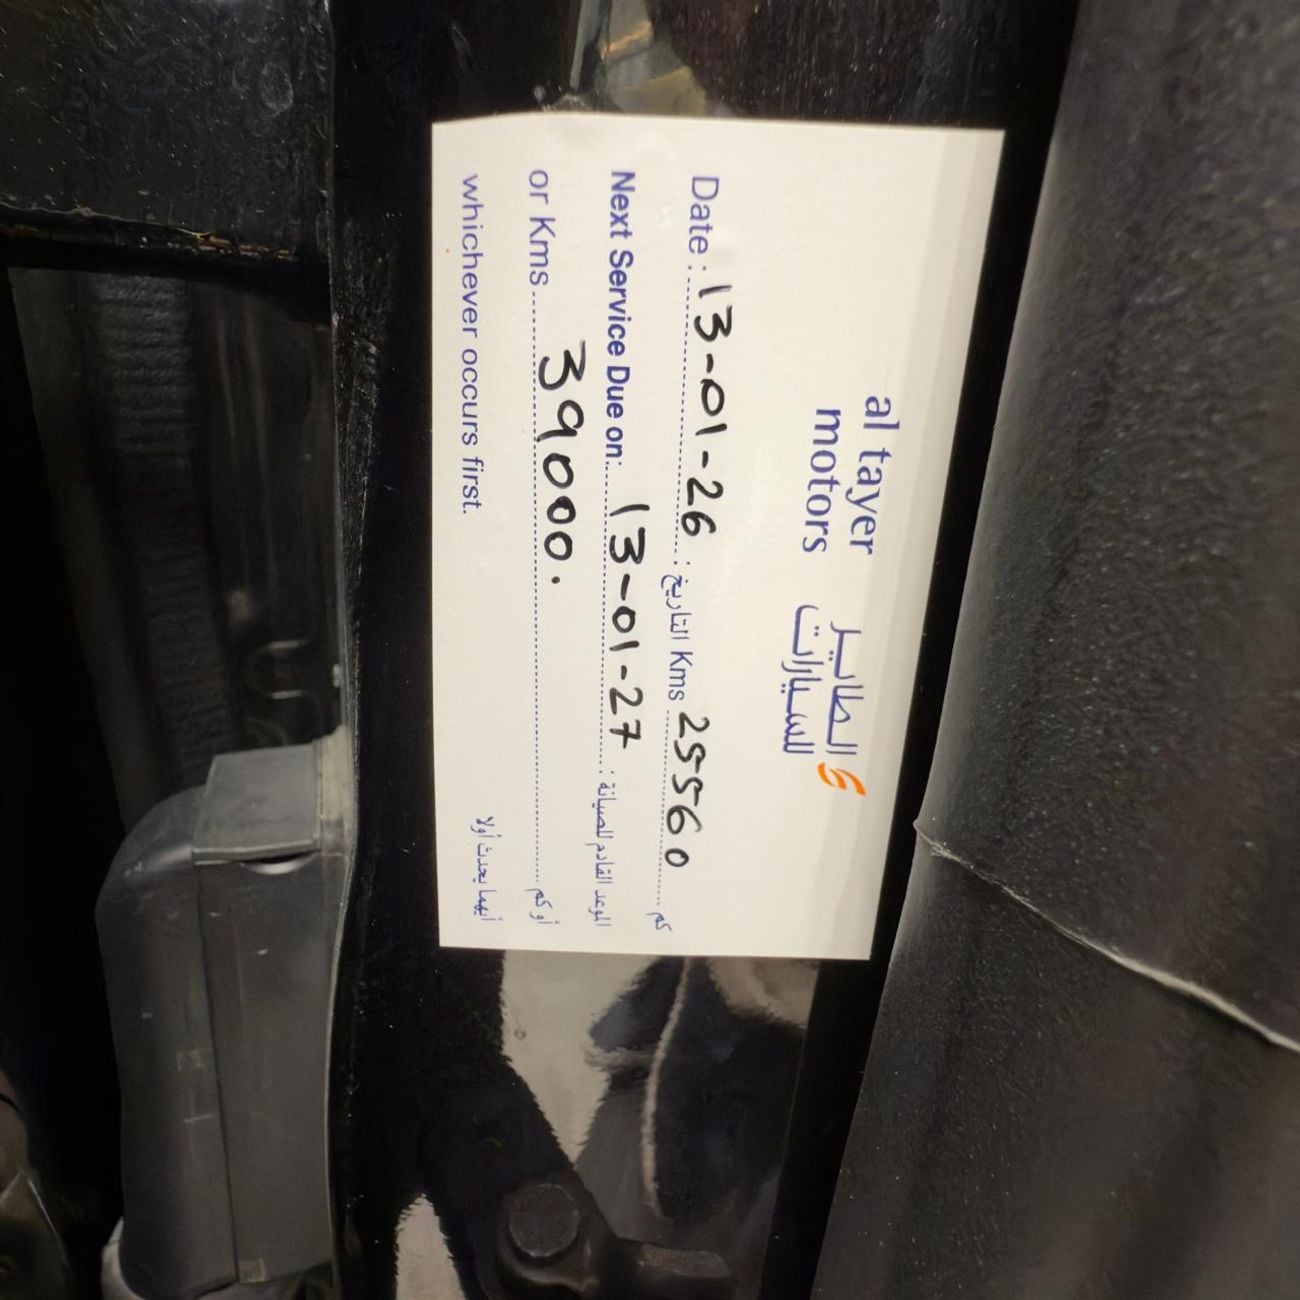 al tayer الطاير
motors للسيارات
Date : 13-01-26 : التاريخ Kms 25560 كم
Next Service Due on: 13-01-27 : الموعد القادم للصيانة
or Kms 39000. أو كم
whichever occurs first. أيهما يحدث أولا